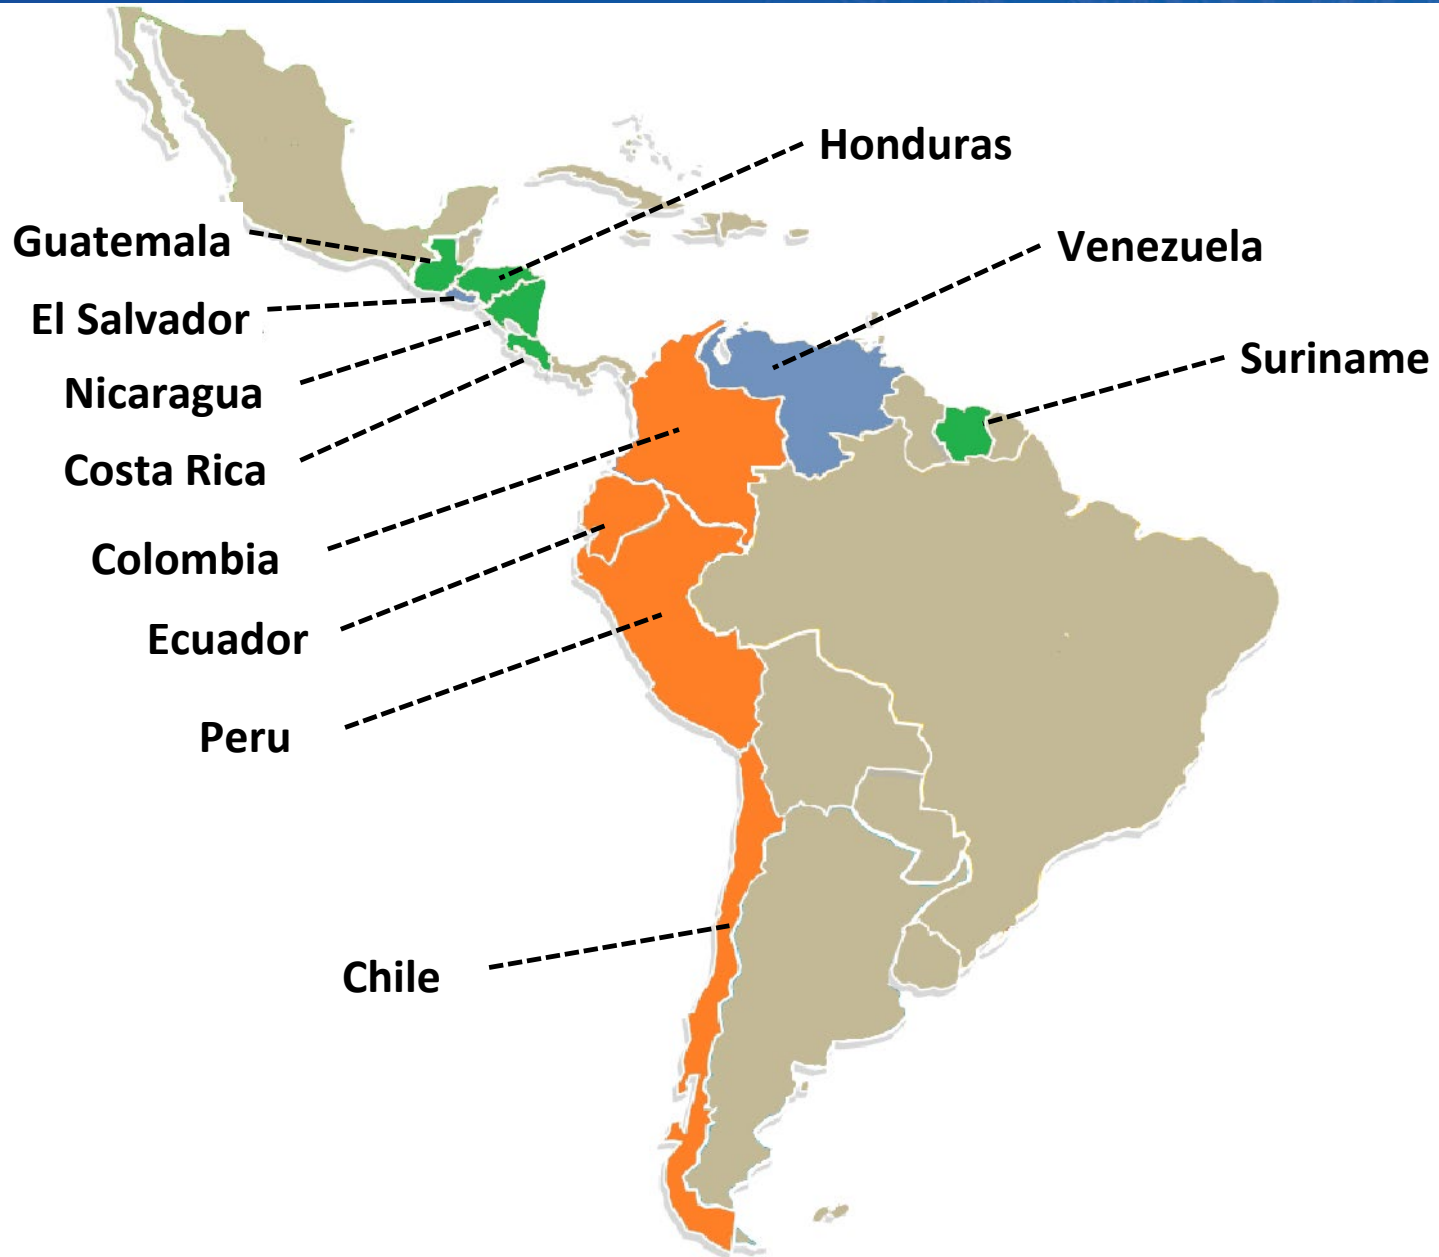 Honduras
Guatemala
Venezuela
El Salvador
Suriname
Nicaragua
Costa Rica
Colombia
Ecuador
Peru
Chile